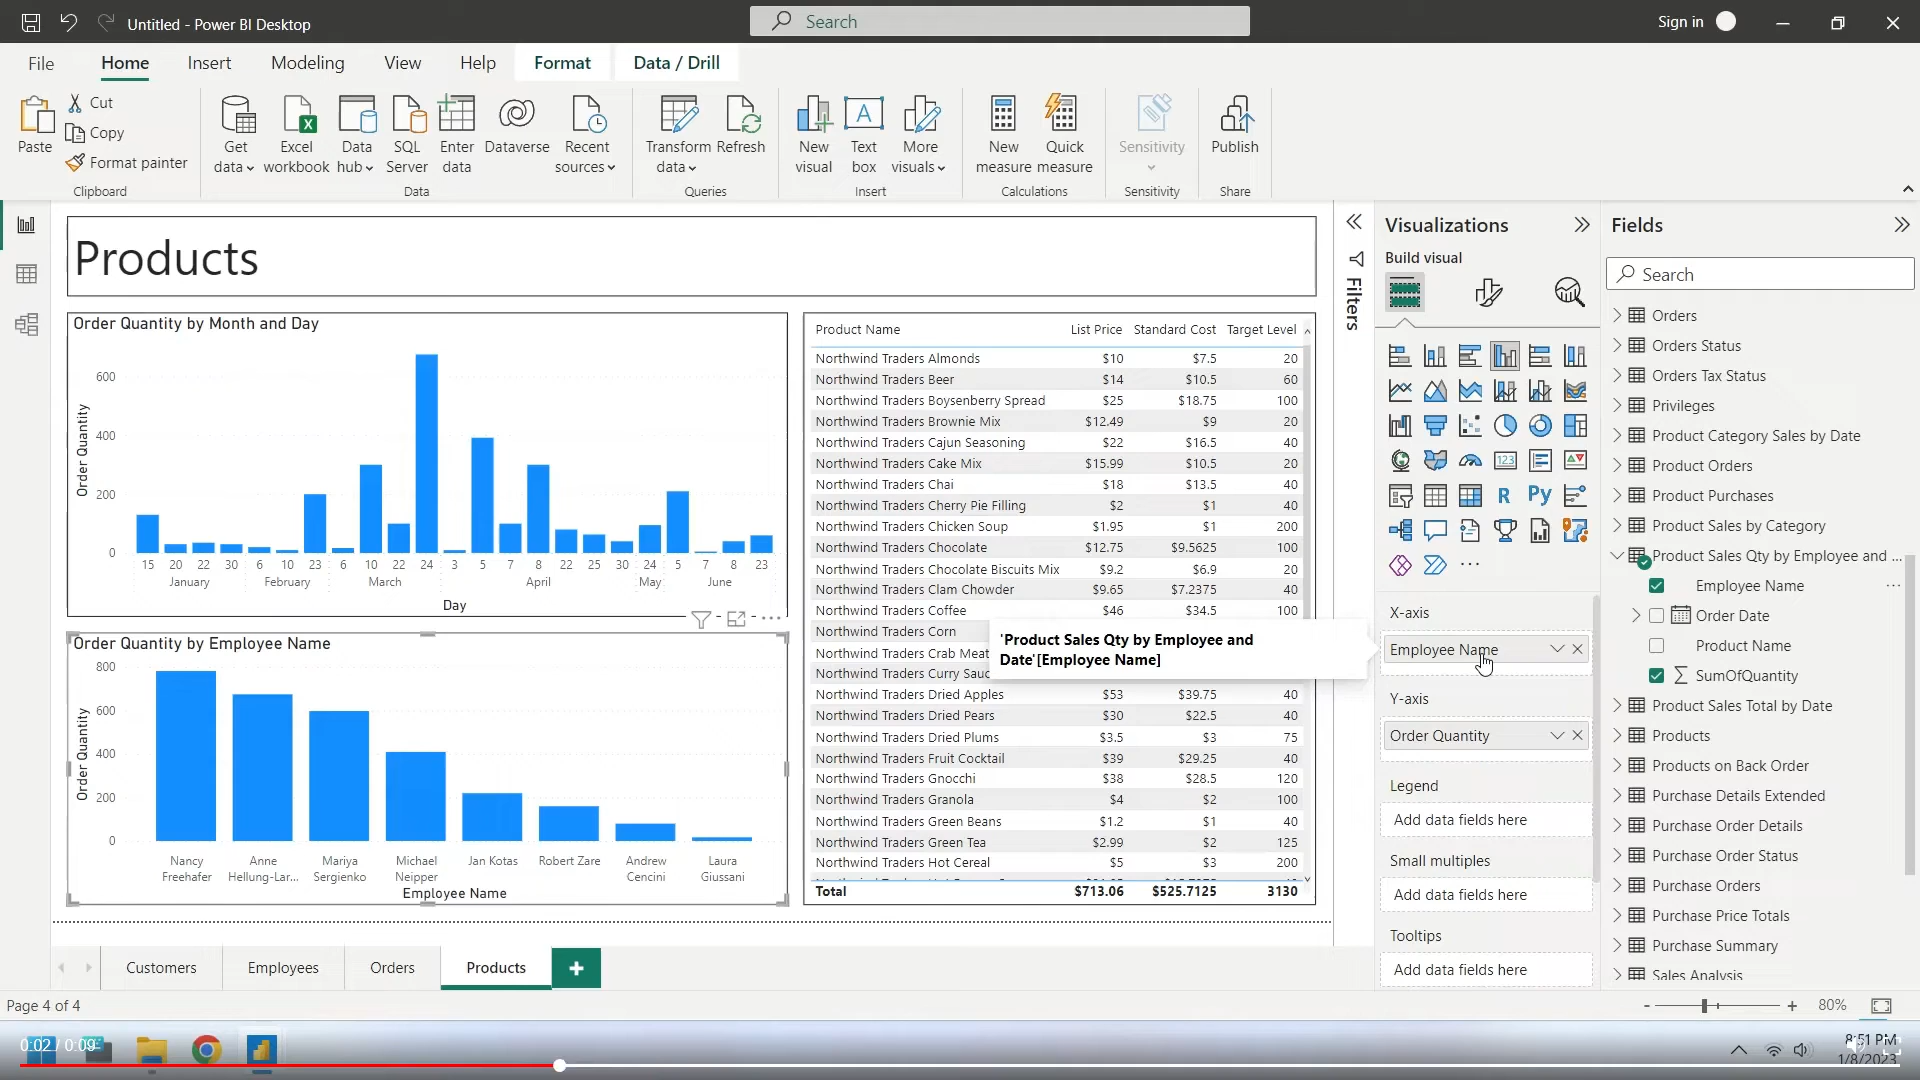 Untitled - Power BI Desktop
Search
Sign in
File
Home
Insert
Modeling
View
Help
Format
Data / Drill
Paste
Cut
Copy
Format painter
Clipboard
Get data
Excel workbook
Data hub
SQL Server
Enter data
Dataverse
Recent sources
Data
Transform data
Refresh
Queries
New visual
Text box
More visuals
Insert
New measure
Quick measure
Calculations
Sensitivity
Sensitivity
Publish
Share
Products
Order Quantity by Month and Day
Order Quantity
600
400
200
0
15 20 22 30 6 10 23 6 10 22 24 3 5 7 8 22 25 30 24 5 7 8 23
January February March April May June
Day
Order Quantity by Employee Name
Order Quantity
800
600
400
200
0
Nancy Freehafer
Anne Hellung-Lar...
Mariya Sergienko
Michael Neipper
Jan Kotas
Robert Zare
Andrew Cencini
Laura Giussani
Employee Name
Product Name List Price Standard Cost Target Level
Northwind Traders Almonds $10 $7.5 20
Northwind Traders Beer $14 $10.5 60
Northwind Traders Boysenberry Spread $25 $18.75 100
Northwind Traders Brownie Mix $12.49 $9 20
Northwind Traders Cajun Seasoning $22 $16.5 40
Northwind Traders Cake Mix $15.99 $10.5 20
Northwind Traders Chai $18 $13.5 40
Northwind Traders Cherry Pie Filling $2 $1 40
Northwind Traders Chicken Soup $1.95 $1 200
Northwind Traders Chocolate $12.75 $9.5625 100
Northwind Traders Chocolate Biscuits Mix $9.2 $6.9 20
Northwind Traders Clam Chowder $9.65 $7.2375 40
Northwind Traders Coffee $46 $34.5 100
Northwind Traders Corn
Northwind Traders Crab Meat
Northwind Traders Curry Sauc
Northwind Traders Dried Apples $53 $39.75 40
Northwind Traders Dried Pears $30 $22.5 40
Northwind Traders Dried Plums $3.5 $3 75
Northwind Traders Fruit Cocktail $39 $29.25 40
Northwind Traders Gnocchi $38 $28.5 120
Northwind Traders Granola $4 $2 100
Northwind Traders Green Beans $1.2 $1 40
Northwind Traders Green Tea $2.99 $2 125
Northwind Traders Hot Cereal $5 $3 200
Total $713.06 $525.7125 3130
'Product Sales Qty by Employee and
Date'[Employee Name]
Filters
Visualizations
Build visual
123
R
Py
X-axis
Employee Name
Y-axis
Order Quantity
Legend
Add data fields here
Small multiples
Add data fields here
Tooltips
Add data fields here
Fields
Search
Orders
Orders Status
Orders Tax Status
Privileges
Product Category Sales by Date
Product Orders
Product Purchases
Product Sales by Category
Product Sales Qty by Employee and ...
Employee Name
Order Date
Product Name
∑ SumOfQuantity
Product Sales Total by Date
Products
Products on Back Order
Purchase Details Extended
Purchase Order Details
Purchase Order Status
Purchase Orders
Purchase Price Totals
Purchase Summary
Sales Analysis
Customers
Employees
Orders
Products
Page 4 of 4
- + 80%
0:02 / 0:09
8:51 PM
1/8/2023